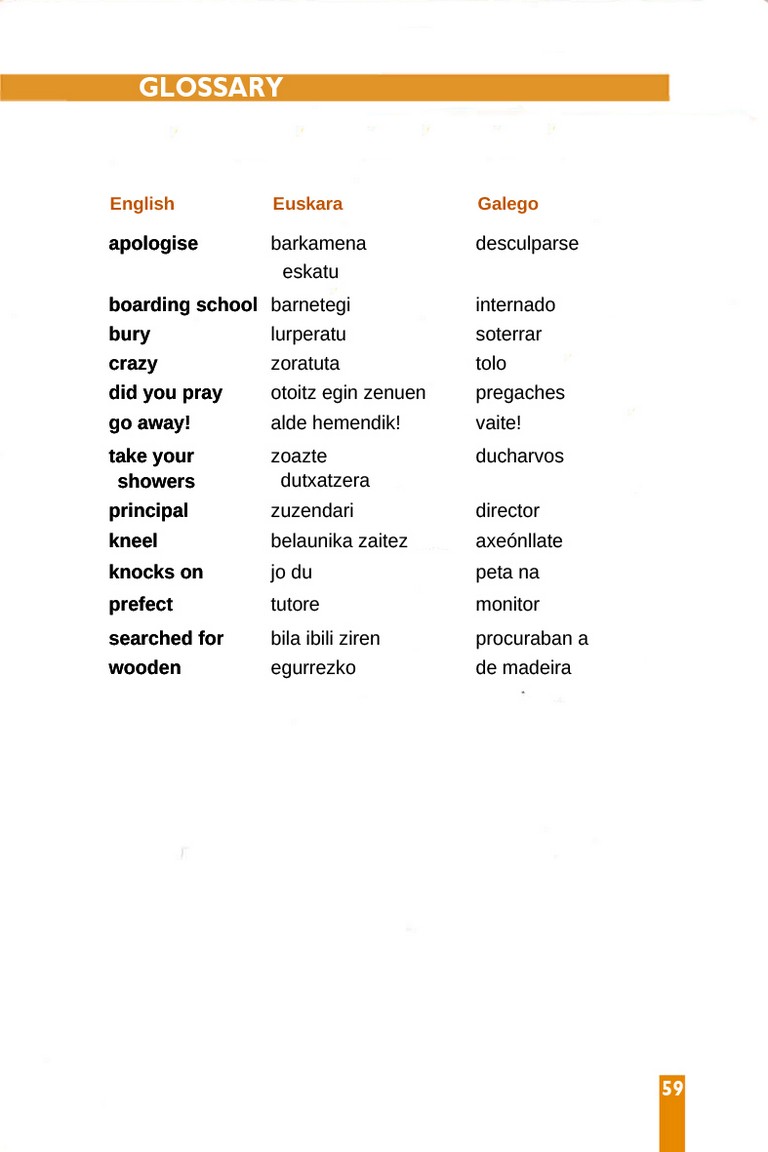 GLOSSARY
English Euskara Galego
apologise barkamena desculparse
eskatu
boarding school barnetegi internado
bury lurperatu soterrar
crazy zoratuta tolo
did you pray otoitz egin zenuen pregaches
go away! alde hemendik! vaite!
take your zoazte ducharvos
showers dutxatzera
principal zuzendari director
kneel belaunika zaitez axeónllate
knocks on jo du peta na
prefect tutore monitor
searched for bila ibili ziren procuraban a
wooden egurrezko de madeira
59